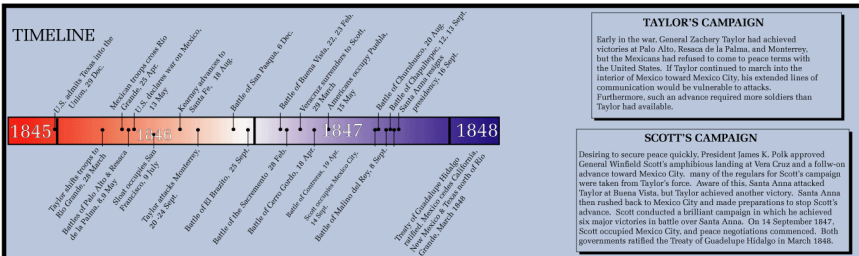 TIMELINE
U.S. admits Texas into the
Union, 29 Dec.
Mexican troops cross Rio
Grande, 25 Apr.
U.S. declares war on Mexico,
13 May
Kearney advances to
Santa Fe, 18 Aug.
Battle of San Pasqua, 6 Dec.
Battle of Buena Vista, 22, 23 Feb.
Veracruz surrenders to Scott,
29 March
Americans occupy Puebla,
15 May
Battle of Churubusco, 20 Aug.
Battle of Chapultepec, 12, 13 Sept.
Santa Anna resigns
presidency, 16 Sept.
1845
1846
1847
1848
Taylor shifts troops to
Rio Grande, 28 March
Battles of Palo Alto & Resaca
de la Palma, 8,9 May
Sloat occupies San
Francisco, 9 July
Taylor attacks Monterrey,
20 -24 Sept.
Battle of El Brazito, 25 Sept.
Battle of the Sacramento 28 Feb.
Battle of Cerro Gordo, 18 Apr.
Battle of Contreras,
Scott occupies Mexico City,
14 Sept.
Battle of Malino del Rey, 8 Sept.
Treaty of Guadalupe Hidalgo
ratified, Mexico cedes California,
New Mexico & Texas north of Rio
Grande, March 1848
TAYLOR'S CAMPAIGN
Early in the war, General Zachery Taylor had achieved
victories at Palo Alto, Resaca de la Palma, and Monterrey,
but the Mexicans had refused to come to peace terms with
the United States. If Taylor continued to march into the
interior of Mexico toward Mexico City, his extended lines of
communication would be vulnerable to attacks.
Furthermore, such an advance required more soldiers than
Taylor had available.
SCOTT'S CAMPAIGN
Desiring to secure peace quickly. President James K. Polk approved
General Winfield Scott's amphibious landing at Vera Cruz and a follw-on
advance toward Mexico City. many of the regulars for Scott's campaign
were taken from Taylor's force. Aware of this, Santa Anna attacked
Taylor at Buena Vista, but Taylor achieved another victory. Santa Anna
then rushed back to Mexico City and made preparations to stop Scott's
advance. Scott conducted a brilliant campaign in which he achieved
six major victories in battle over Santa Anna. On 14 September 1847,
Scott occupied Mexico City, and peace negotiations commenced. Both
governments ratified the Treaty of Guadelupe Hidalgo in March 1848.